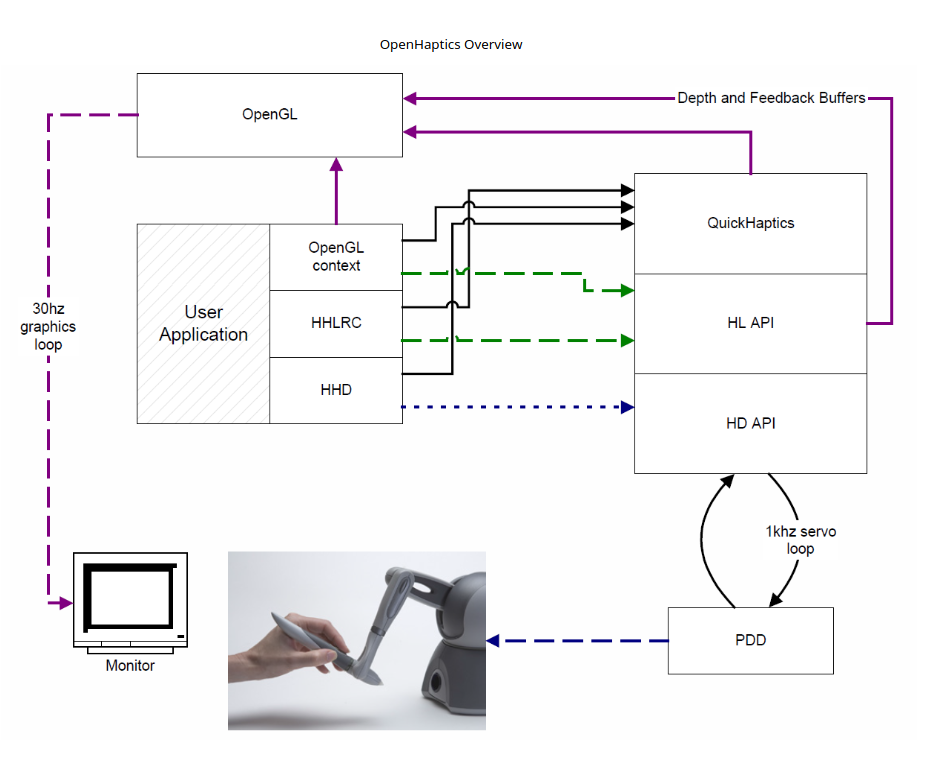 OpenHaptics Overview
OpenGL
Depth and Feedback Buffers
QuickHaptics
OpenGL
context
User
Application
30hz
graphics
loop
HHLRC
HL API
HHD
HD API
1khz servo
loop
PDD
Monitor